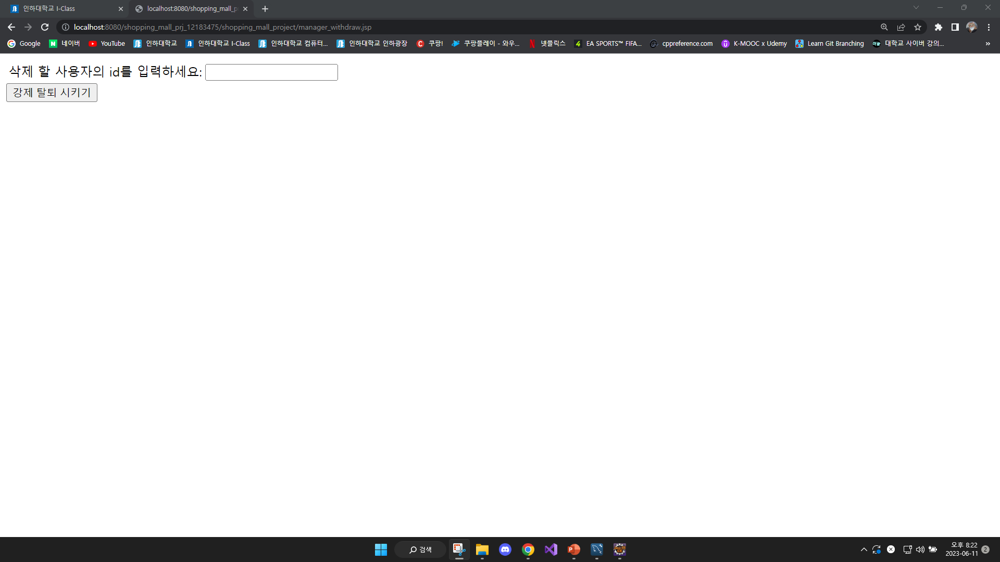 인하대학교 I-Class
localhost:8080/shopping_mall_p
localhost:8080/shopping_mall_prj_12183475/shopping_mall_project/manager_withdraw.jsp
Google 네이버 YouTube 인하대학교 인하대학교 I-Class 인하대학교 컴퓨터... 인하대학교 인하광장 쿠팡! 쿠팡플레이 - 와우... 넷플릭스 EA SPORTS™ FIFA... cppreference.com K-MOOC x Udemy Learn Git Branching 대학교 사이버 강의... »
삭제 할 사용자의 id를 입력하세요:
강제 탈퇴 시키기
검색
오후 8:22
2023-06-11
2